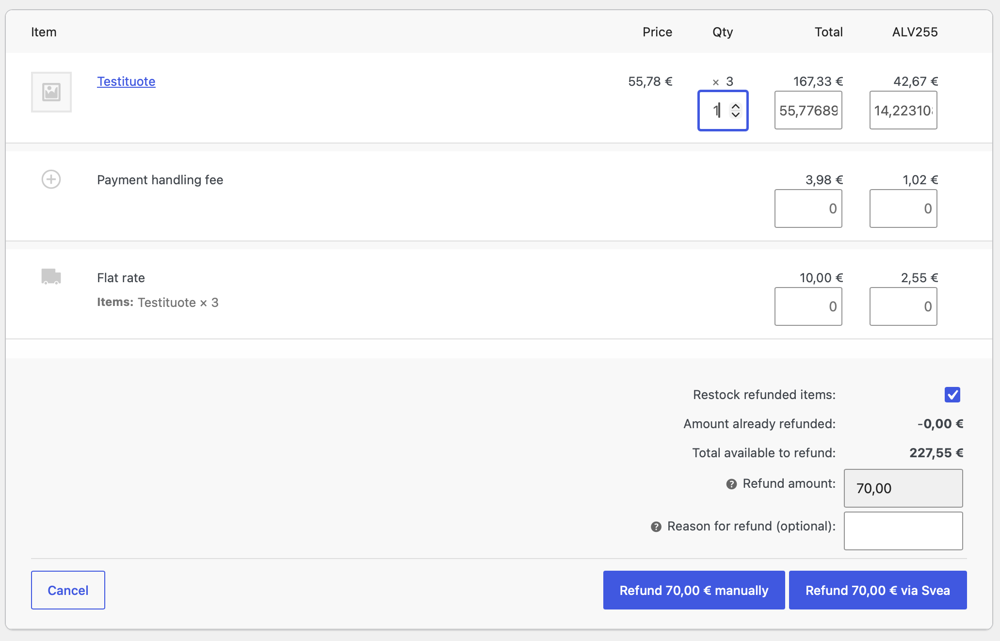 Item Price Qty Total ALV255
Testituote 55,78 € × 3 167,33 € 42,67 €
1 55,77689 14,22310
Payment handling fee 3,98 € 1,02 €
0 0
Flat rate 10,00 € 2,55 €
Items: Testituote × 3 0 0
Restock refunded items:
Amount already refunded: -0,00 €
Total available to refund: 227,55 €
? Refund amount: 70,00
? Reason for refund (optional):
Cancel Refund 70,00 € manually Refund 70,00 € via Svea